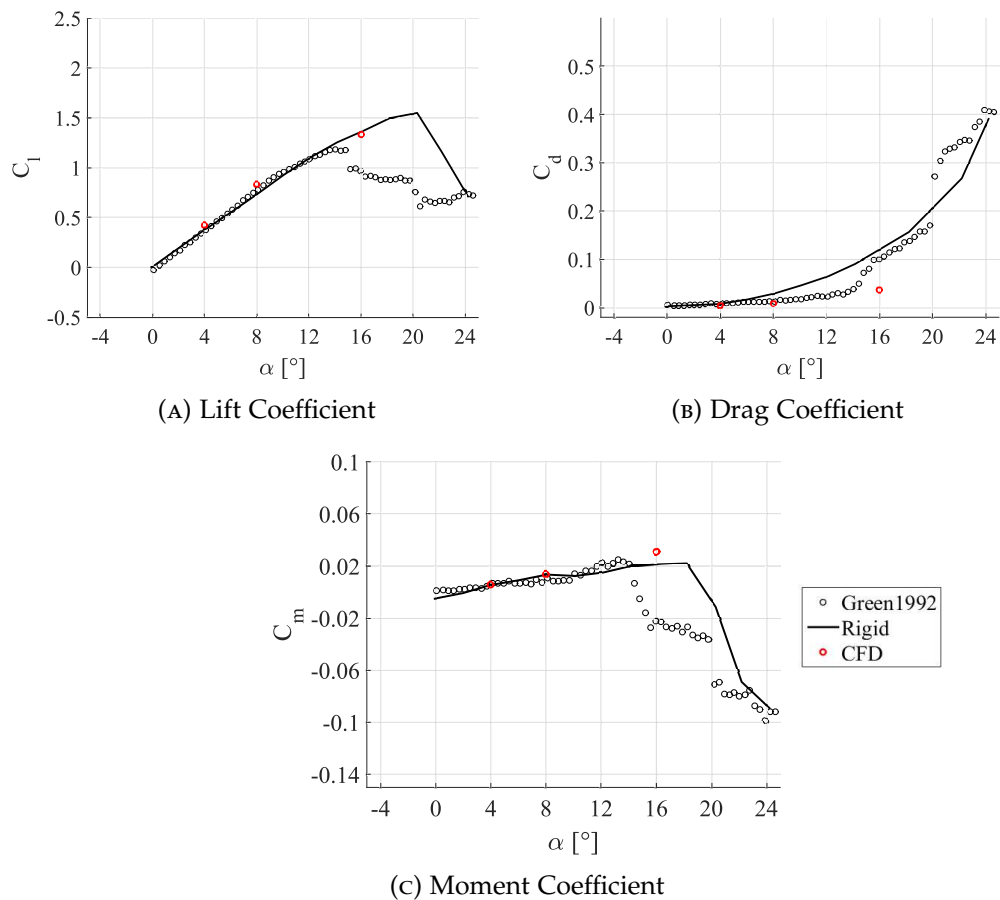 2.5
2
1.5
1
0.5
0
-0.5
C_l
-4 0 4 8 12 16 20 24
α [°]
(A) Lift Coefficient
0.5
0.4
0.3
0.2
0.1
0
C_d
-4 0 4 8 12 16 20 24
α [°]
(B) Drag Coefficient
0.1
0.06
0.02
-0.02
-0.06
-0.1
-0.14
C_m
-4 0 4 8 12 16 20 24
α [°]
Green1992
Rigid
CFD
(C) Moment Coefficient